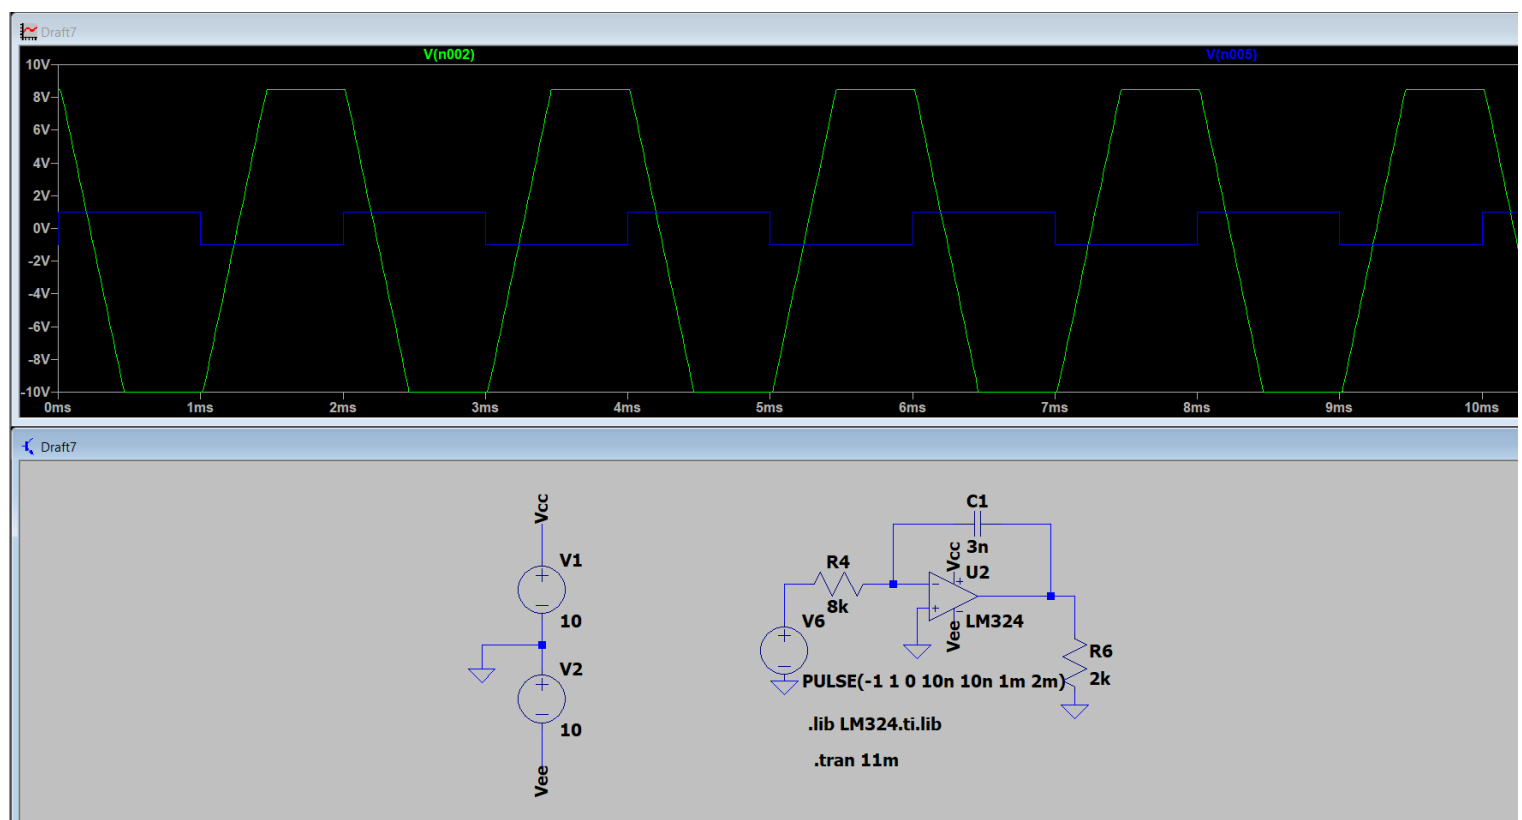 Draft7
V(n002)
V(n005)
10V
8V
6V
4V
2V
0V
-2V
-4V
-6V
-8V
-10V
0ms 1ms 2ms 3ms 4ms 5ms 6ms 7ms 8ms 9ms 10ms
Draft7
Vcc
V1
10
V2
10
Vee
C1
3n
R4
8k
Vcc
U2
LM324
Vee
V6
PULSE(-1 1 0 10n 10n 1m 2m)
R6
2k
.lib LM324.ti.lib
.tran 11m